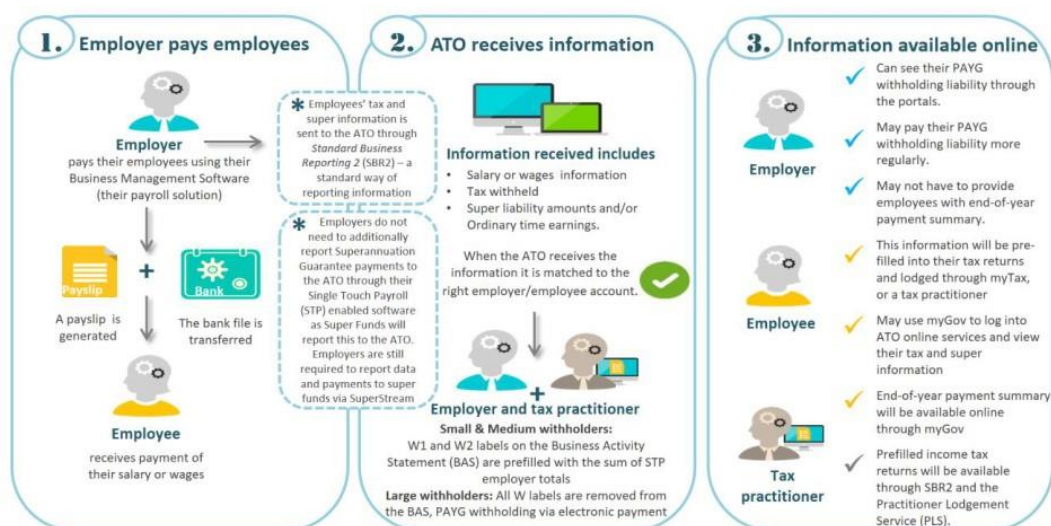 1. Employer pays employees
Employer
pays their employees using their
Business Management Software
(their payroll solution)
Payslip
+
Bank
A payslip is
generated
The bank file is
transferred
Employee
receives payment of
their salary or wages
* Employees' tax and
super information is
sent to the ATO through
Standard Business
Reporting 2 (SBR2) – a
standard way of
reporting information
* Employers do not
need to additionally
report Superannuation
Guarantee payments to
the ATO through their
Single Touch Payroll
(STP) enabled software
as Super Funds will
report this to the ATO.
Employers are still
required to report data
and payments to super
funds via SuperStream
2. ATO receives information
Information received includes
• Salary or wages information
• Tax withheld
• Super liability amounts and/or
Ordinary time earnings.
When the ATO receives the
information it is matched to the
right employer/employee account.
+
Employer and tax practitioner
Small & Medium withholders:
W1 and W2 labels on the Business Activity
Statement (BAS) are prefilled with the sum of STP
employer totals
Large withholders: All W labels are removed from
the BAS, PAYG withholding via electronic payment
3. Information available online
Employer
Can see their PAYG
withholding liability through
the portals.
May pay their PAYG
withholding liability more
regularly.
May not have to provide
employees with end-of-year
payment summary.
Employee
This information will be pre-
filled into their tax returns
and lodged through myTax,
or a tax practitioner
May use myGov to log into
ATO online services and view
their tax and super
information
End-of-year payment summary
will be available online
through myGov
Tax
practitioner
Prefilled income tax
returns will be available
through SBR2 and the
Practitioner Lodgement
Service (PLS).